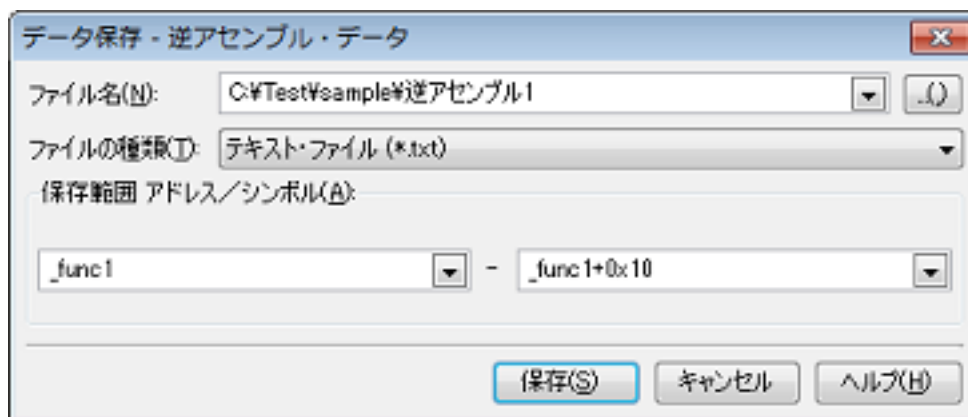 データ保存 - 逆アセンブル・データ
ファイル名(N): C:¥Test¥sample¥逆アセンブル1 ...()
ファイルの種類(T): テキスト・ファイル (*.txt)
保存範囲 アドレス／シンボル(A):
_func1 - _func1+0x10
保存(S) キャンセル ヘルプ(H)